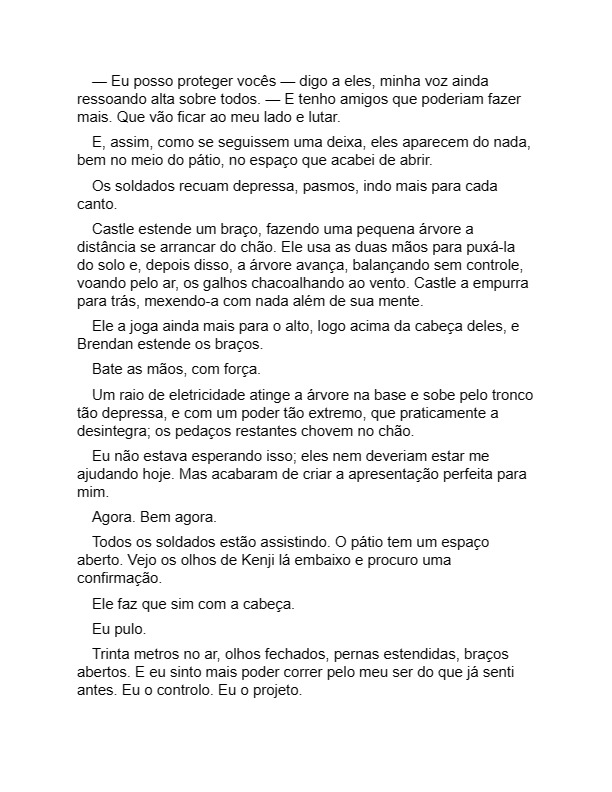 — Eu posso proteger vocês — digo a eles, minha voz ainda
ressoando alta sobre todos. — E tenho amigos que poderiam fazer
mais. Que vão ficar ao meu lado e lutar.
E, assim, como se seguissem uma deixa, eles aparecem do nada,
bem no meio do pátio, no espaço que acabei de abrir.
Os soldados recuam depressa, pasmos, indo mais para cada
canto.
Castle estende um braço, fazendo uma pequena árvore a
distância se arrancar do chão. Ele usa as duas mãos para puxá-la
do solo e, depois disso, a árvore avança, balançando sem controle,
voando pelo ar, os galhos chacoalhando ao vento. Castle a empurra
para trás, mexendo-a com nada além de sua mente.
Ele a joga ainda mais para o alto, logo acima da cabeça deles, e
Brendan estende os braços.
Bate as mãos, com força.
Um raio de eletricidade atinge a árvore na base e sobe pelo tronco
tão depressa, e com um poder tão extremo, que praticamente a
desintegra; os pedaços restantes chovem no chão.
Eu não estava esperando isso; eles nem deveriam estar me
ajudando hoje. Mas acabaram de criar a apresentação perfeita para
mim.
Agora. Bem agora.
Todos os soldados estão assistindo. O pátio tem um espaço
aberto. Vejo os olhos de Kenji lá embaixo e procuro uma
confirmação.
Ele faz que sim com a cabeça.
Eu pulo.
Trinta metros no ar, olhos fechados, pernas estendidas, braços
abertos. E eu sinto mais poder correr pelo meu ser do que já senti
antes. Eu o controlo. Eu o projeto.